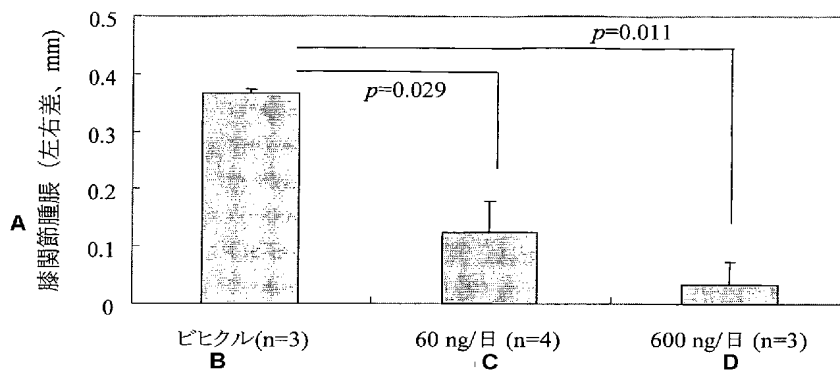 0.5
0.4
0.3
0.2
0.1
0
膝関節腫脹（左右差、mm）
A
p=0.011
p=0.029
ビヒクル(n=3)
60 ng/日 (n=4)
600 ng/日 (n=3)
B
C
D